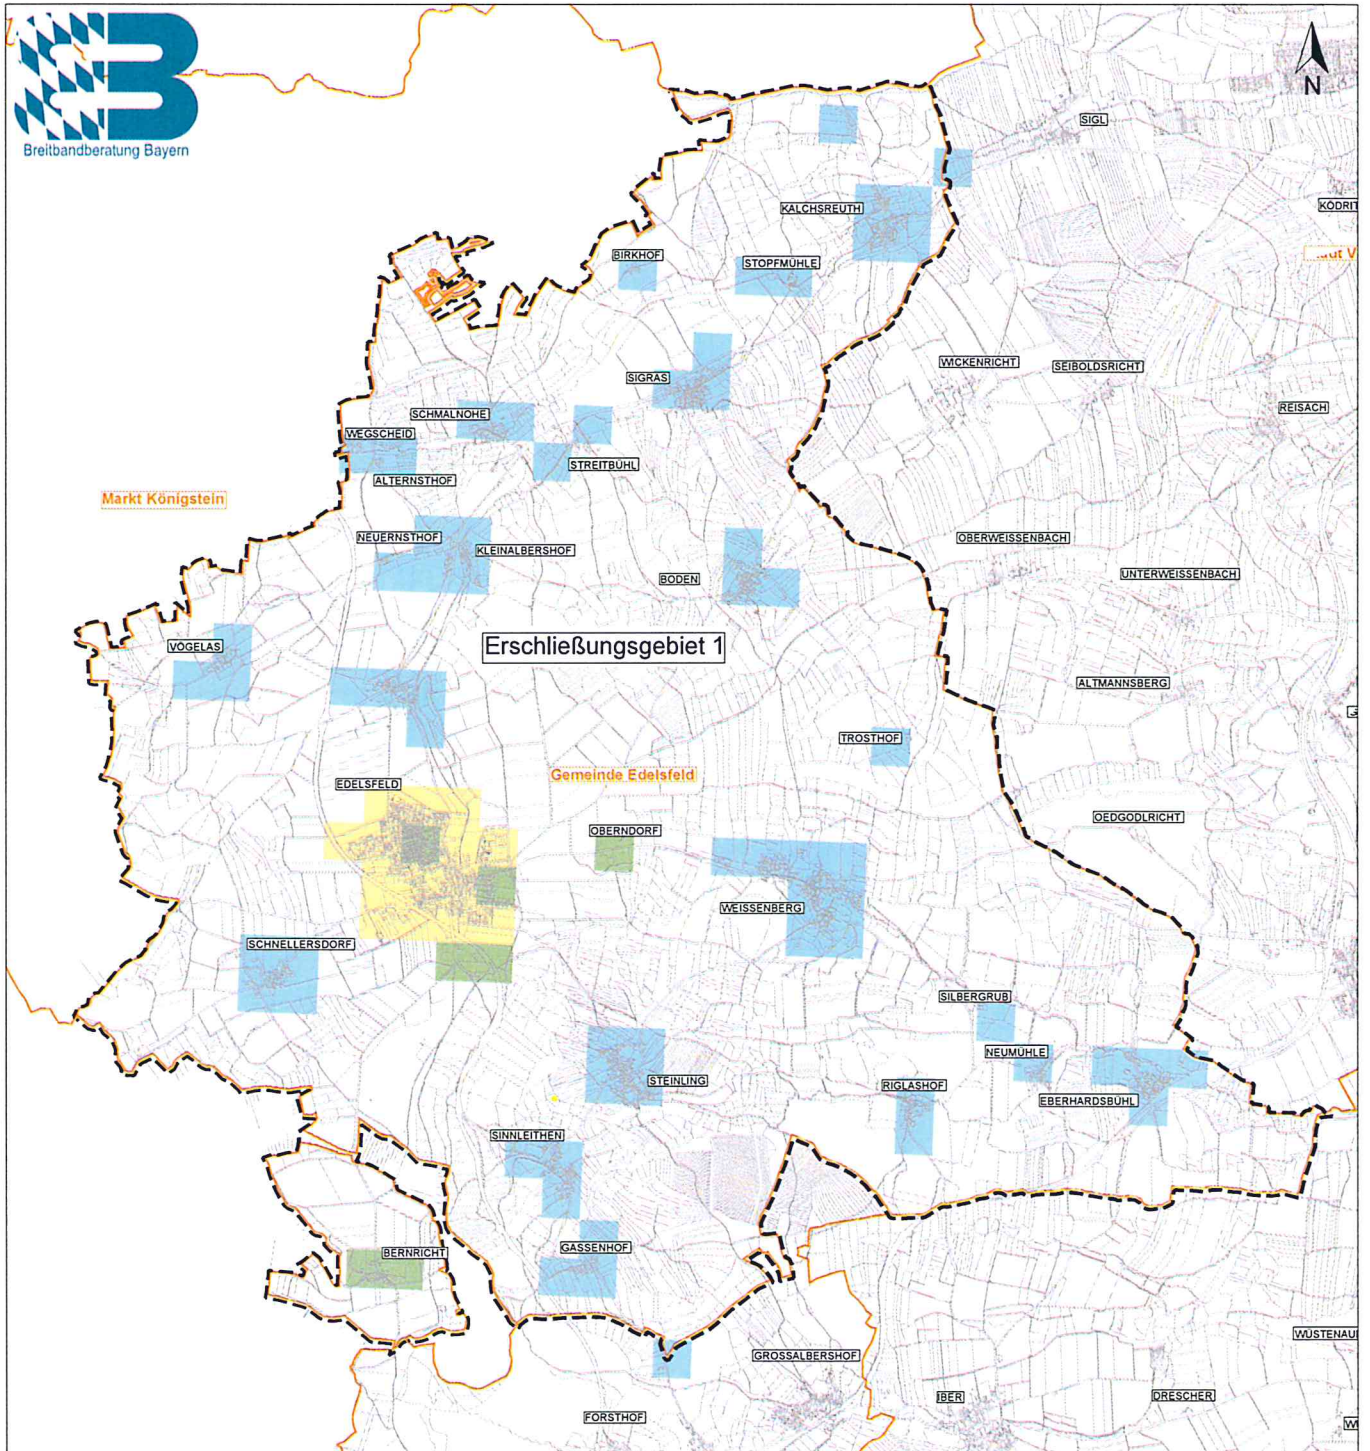 Breitbandberatung Bayern
N
SIGL
KALCHSREUTH
KÖDRIT
BIRKHOF
STOPFMÜHLE
WICKENRICHT
SEIBOLDSRICHT
SIGRAS
REISACH
SCHMALNOHE
WEGSCHEID
STREITBÜHL
ALTERNSTHOF
Markt Königstein
NEUERNSTHOF
KLEINALBERSHOF
OBERWEISSENBACH
BODEN
UNTERWEISSENBACH
VÖGELAS
Erschließungsgebiet 1
ALTMANNSBERG
TROSTHOF
Gemeinde Edelsfeld
EDELSFELD
OEDGODLRICHT
OBERNDORF
WEISSENBERG
SCHNELLERSDORF
SILBERGRUB
NEUMÜHLE
STEINLING
RIGLASHOF
EBERHARDSBÜHL
SINNLEITHEN
GASSENHOF
BERNRICHT
WÜSTENAU
GROSSALBERSHOF
IBER
DRESCHER
FORSTHOF